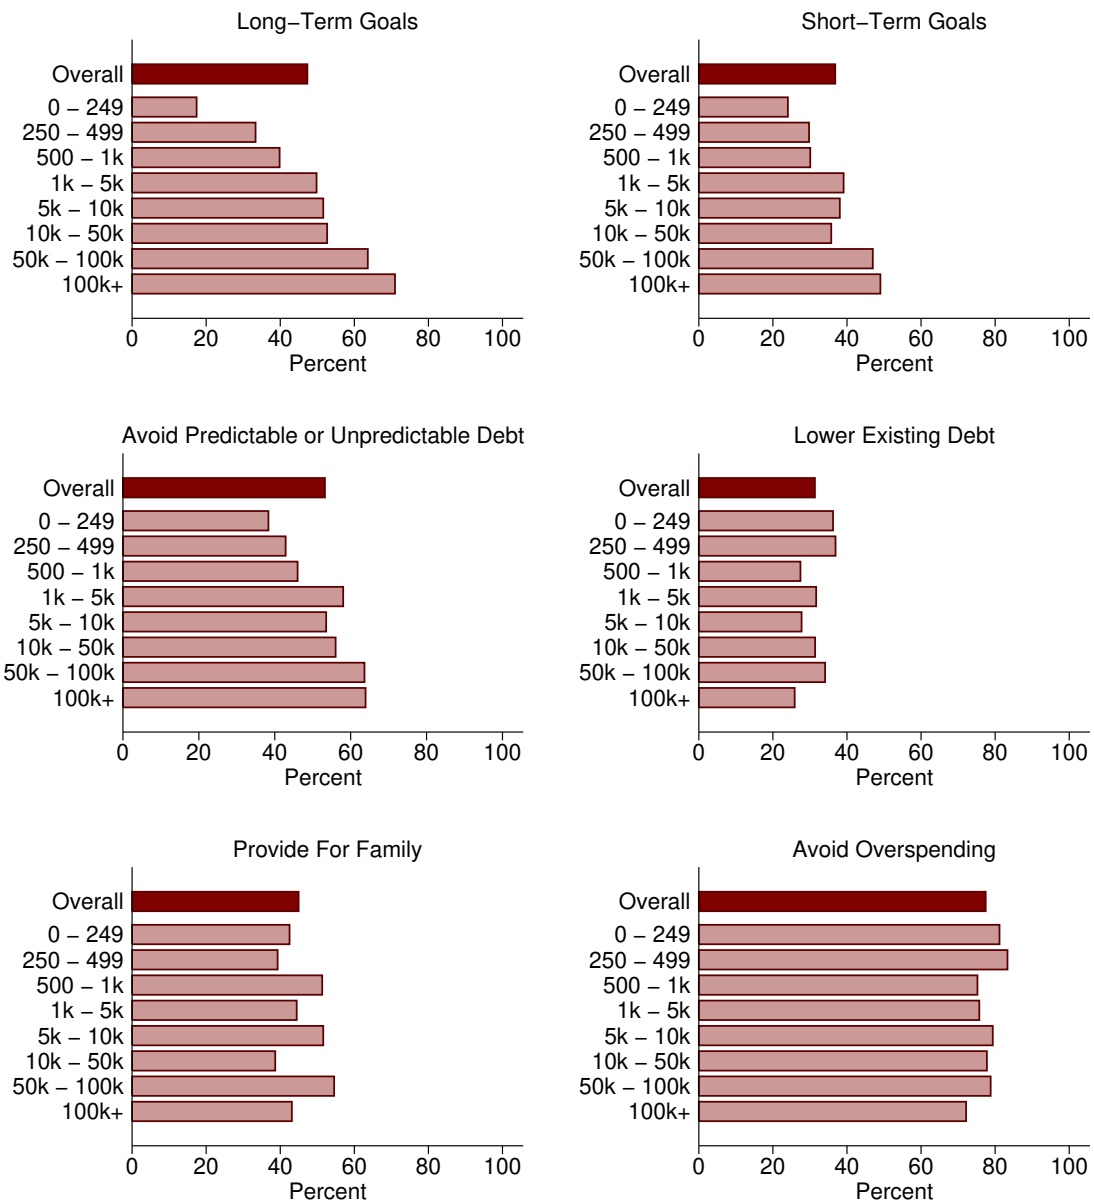 Long−Term Goals
Overall
0 − 249
250 − 499
500 − 1k
1k − 5k
5k − 10k
10k − 50k
50k − 100k
100k+
0 20 40 60 80 100
Percent
Short−Term Goals
Overall
0 − 249
250 − 499
500 − 1k
1k − 5k
5k − 10k
10k − 50k
50k − 100k
100k+
0 20 40 60 80 100
Percent
Avoid Predictable or Unpredictable Debt
Overall
0 − 249
250 − 499
500 − 1k
1k − 5k
5k − 10k
10k − 50k
50k − 100k
100k+
0 20 40 60 80 100
Percent
Lower Existing Debt
Overall
0 − 249
250 − 499
500 − 1k
1k − 5k
5k − 10k
10k − 50k
50k − 100k
100k+
0 20 40 60 80 100
Percent
Provide For Family
Overall
0 − 249
250 − 499
500 − 1k
1k − 5k
5k − 10k
10k − 50k
50k − 100k
100k+
0 20 40 60 80 100
Percent
Avoid Overspending
Overall
0 − 249
250 − 499
500 − 1k
1k − 5k
5k − 10k
10k − 50k
50k − 100k
100k+
0 20 40 60 80 100
Percent